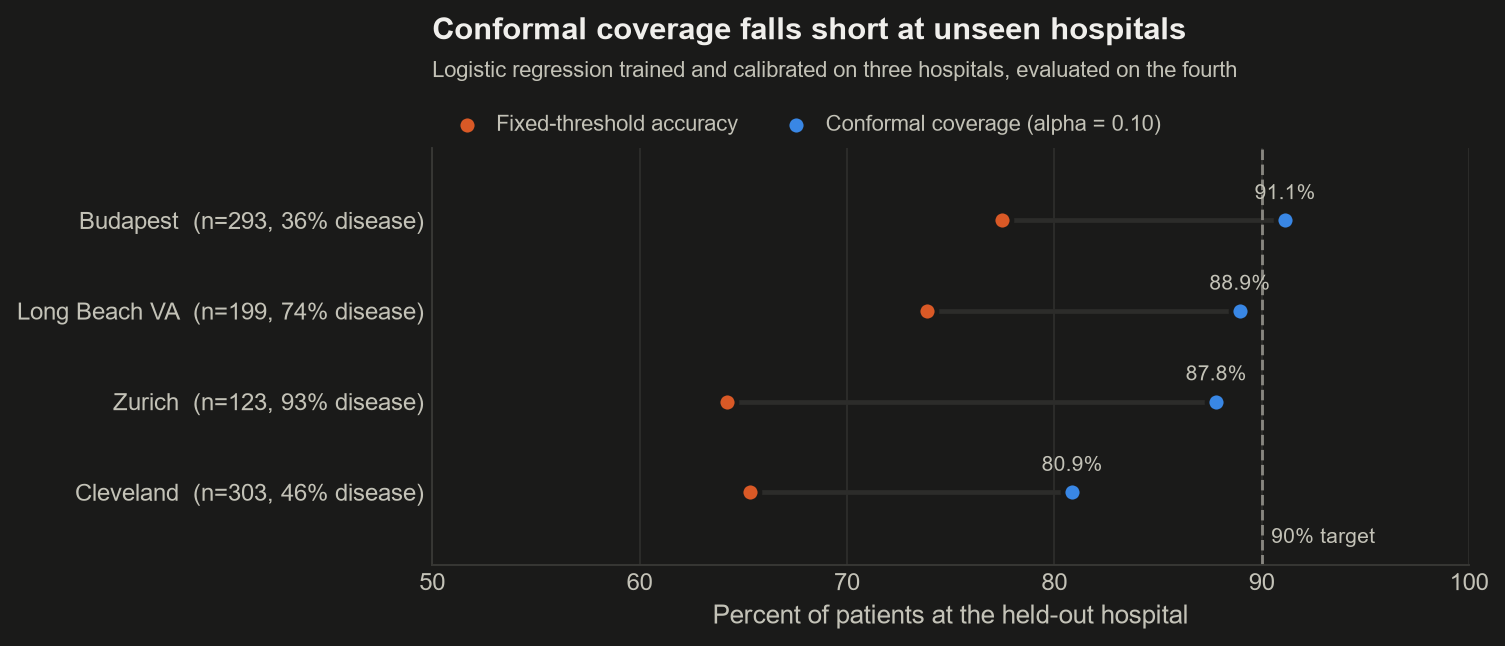 Conformal coverage falls short at unseen hospitals
Logistic regression trained and calibrated on three hospitals, evaluated on the fourth
Fixed-threshold accuracy
Conformal coverage (alpha = 0.10)
91.1%
Budapest (n=293, 36% disease)
88.9%
Long Beach VA (n=199, 74% disease)
87.8%
Zurich (n=123, 93% disease)
80.9%
Cleveland (n=303, 46% disease)
90% target
50 60 70 80 90 100
Percent of patients at the held-out hospital